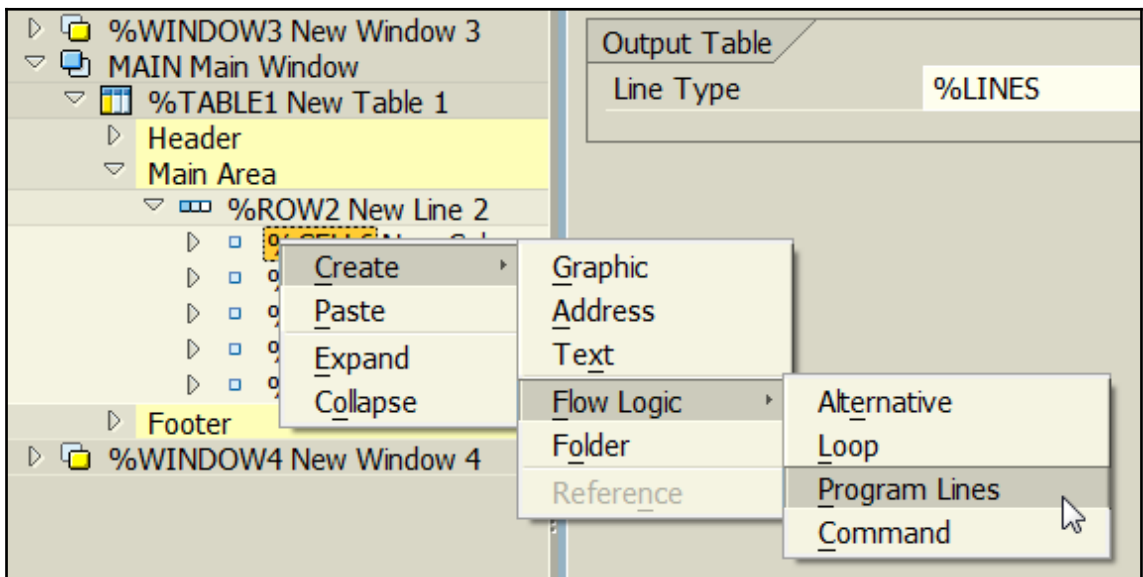 %WINDOW3 New Window 3
MAIN Main Window
%TABLE1 New Table 1
Header
Main Area
%ROW2 New Line 2
Footer
%WINDOW4 New Window 4
Output Table
Line Type %LINES
Create
Paste
Expand
Collapse
Graphic
Address
Text
Flow Logic
Folder
Reference
Alternative
Loop
Program Lines
Command